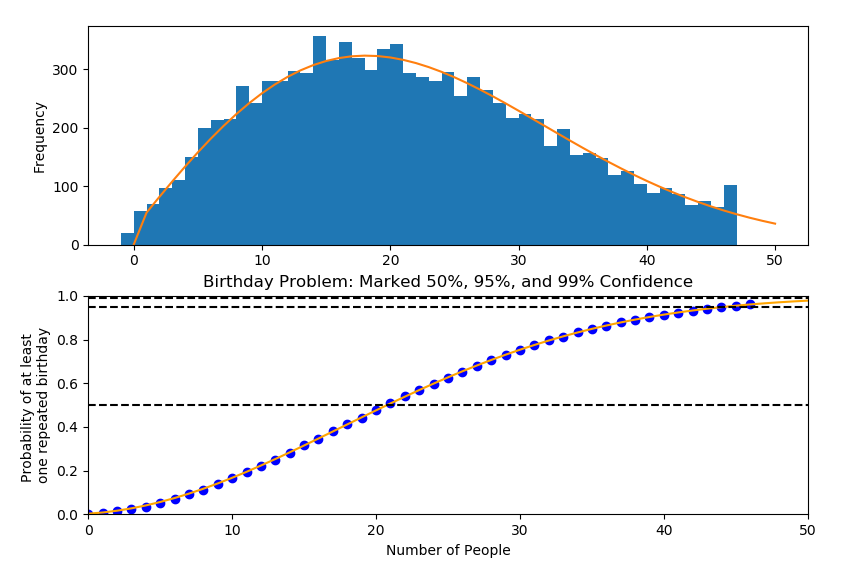 300
200
100
0
Frequency
0 10 20 30 40 50
Birthday Problem: Marked 50%, 95%, and 99% Confidence
1.0
0.8
0.6
0.4
0.2
0.0
Probability of at least
one repeated birthday
0 10 20 30 40 50
Number of People